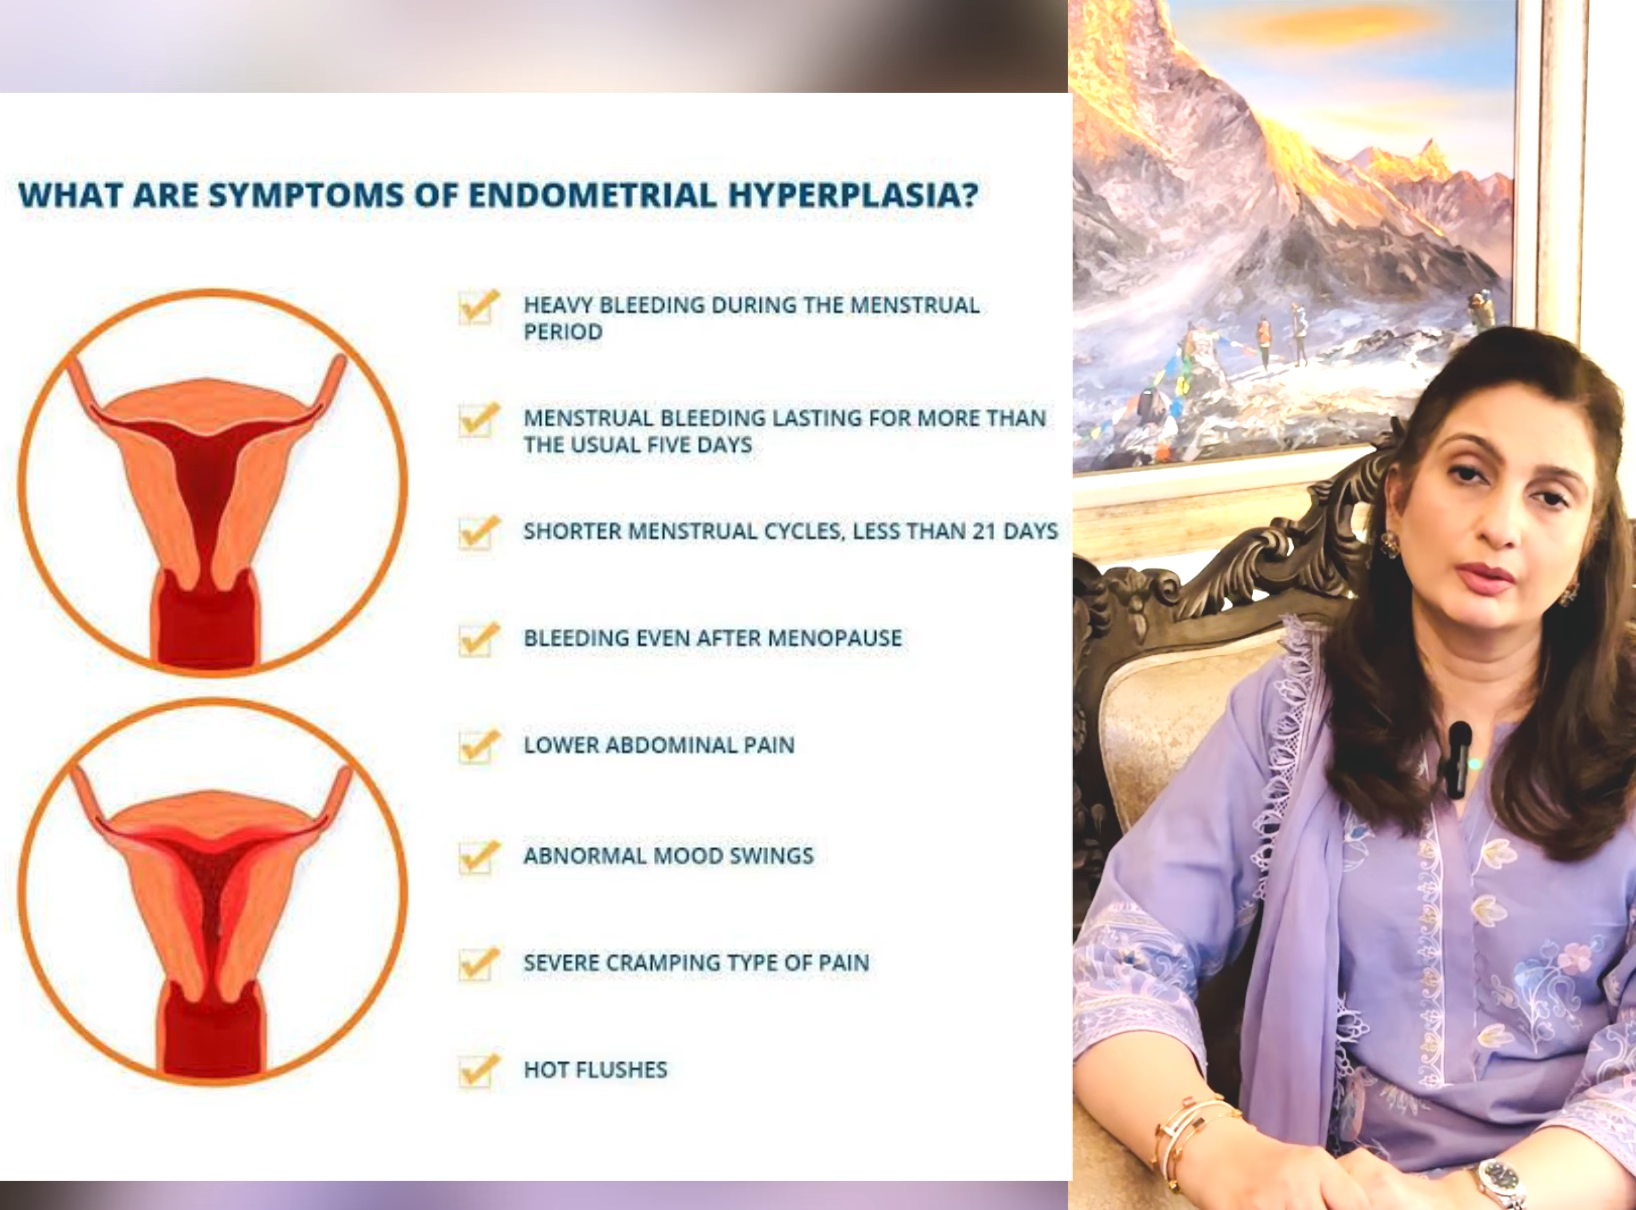 WHAT ARE SYMPTOMS OF ENDOMETRIAL HYPERPLASIA?
HEAVY BLEEDING DURING THE MENSTRUAL
PERIOD
MENSTRUAL BLEEDING LASTING FOR MORE THAN
THE USUAL FIVE DAYS
SHORTER MENSTRUAL CYCLES, LESS THAN 21 DAYS
BLEEDING EVEN AFTER MENOPAUSE
LOWER ABDOMINAL PAIN
ABNORMAL MOOD SWINGS
SEVERE CRAMPING TYPE OF PAIN
HOT FLUSHES